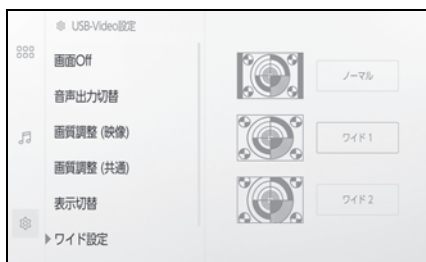 USB-Video設定
画面Off
音声出力切替
画質調整 (映像)
画質調整 (共通)
表示切替
ワイド設定
ノーマル
ワイド1
ワイド2